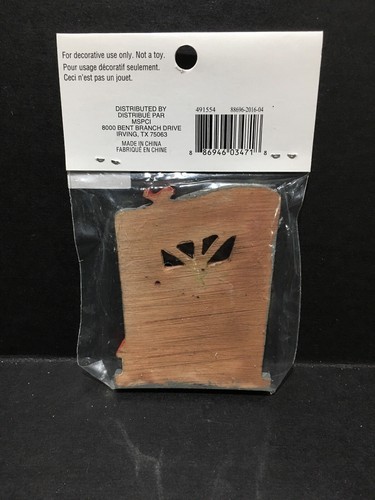 For decorative use only. Not a toy.
Pour usage décoratif seulement.
Ceci n'est pas un jouet.
DISTRIBUTED BY
DISTRIBUÉ PAR
MSPCI
8000 BENT BRANCH DRIVE
IRVING, TX 75063
MADE IN CHINA
FABRIQUÉ EN CHINE
491554 88696-2016-04
8 86946 03471 8